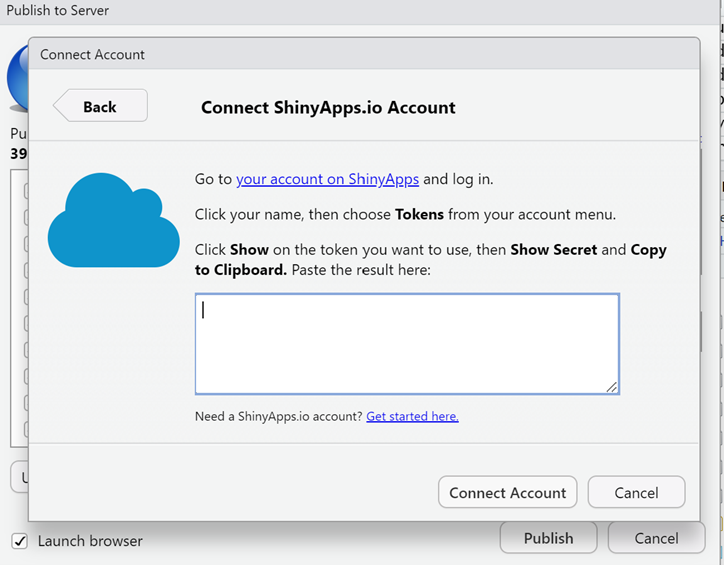 Publish to Server
Connect Account
Back
Connect ShinyApps.io Account
Pu
39
Go to your account on ShinyApps and log in.
Click your name, then choose Tokens from your account menu.
Click Show on the token you want to use, then Show Secret and Copy
to Clipboard. Paste the result here:
Need a ShinyApps.io account? Get started here.
Connect Account
Cancel
Launch browser
Publish
Cancel